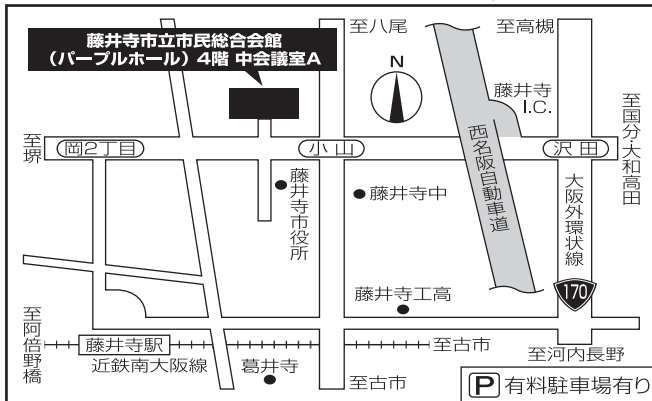 藤井寺市立市民総合会館
（パープルホール）4階 中会議室A
至八尾
至高槻
N
藤井寺
I.C.
至国分・大和高田
至堺
岡2丁目
小山
沢田
西名阪自動車道
大阪外環状線
藤井寺市役所
藤井寺中
170
藤井寺工高
至阿倍野橋
藤井寺駅
近鉄南大阪線
葛井寺
至古市
至古市
至河内長野
P 有料駐車場有り